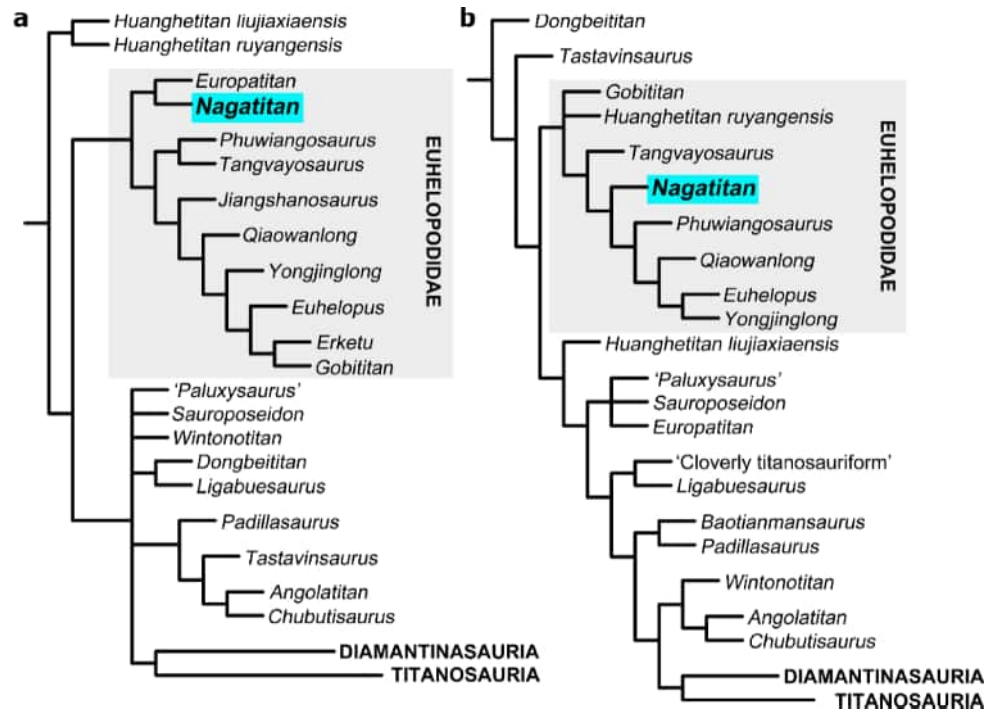 a
Huanghetitan liujiaxiaensis
Huanghetitan ruyangensis
Europatitan
Nagatitan
Phuwiangosaurus
Tangvayosaurus
Jiangshanosaurus
Qiaowanlong
Yongjinglong
Euhelopus
Erketu
Gobititan
EUHELOPODIDAE
'Paluxysaurus'
Sauroposeidon
Wintonotitan
Dongbeititan
Ligabuesaurus
Padillasaurus
Tastavinsaurus
Angolatitan
Chubutisaurus
DIAMANTINASAURIA
TITANOSAURIA
b
Dongbeititan
Tastavinsaurus
Gobititan
Huanghetitan ruyangensis
Tangvayosaurus
Nagatitan
Phuwiangosaurus
Qiaowanlong
Euhelopus
Yongjinglong
EUHELOPODIDAE
Huanghetitan liujiaxiaensis
'Paluxysaurus'
Sauroposeidon
Europatitan
'Cloverly titanosauriform'
Ligabuesaurus
Baotianmansaurus
Padillasaurus
Wintonotitan
Angolatitan
Chubutisaurus
DIAMANTINASAURIA
TITANOSAURIA